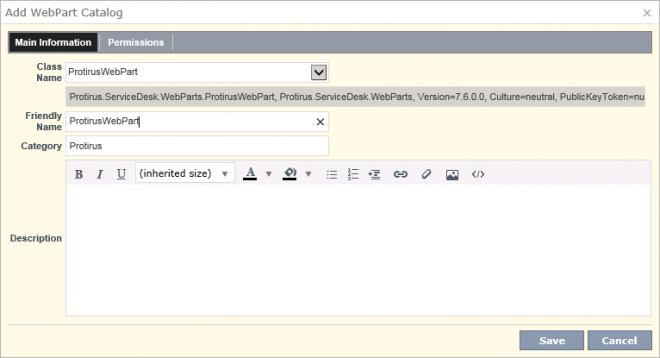 Add WebPart Catalog
Main Information Permissions
Class Name ProtirusWebPart
Protirus.ServiceDesk.WebParts.ProtirusWebPart, Protirus.ServiceDesk.WebParts, Version=7.6.0.0, Culture=neutral, PublicKeyToken=nu
Friendly Name ProtirusWebPart
Category Protirus
B I U (inherited size) A
Description
Save Cancel